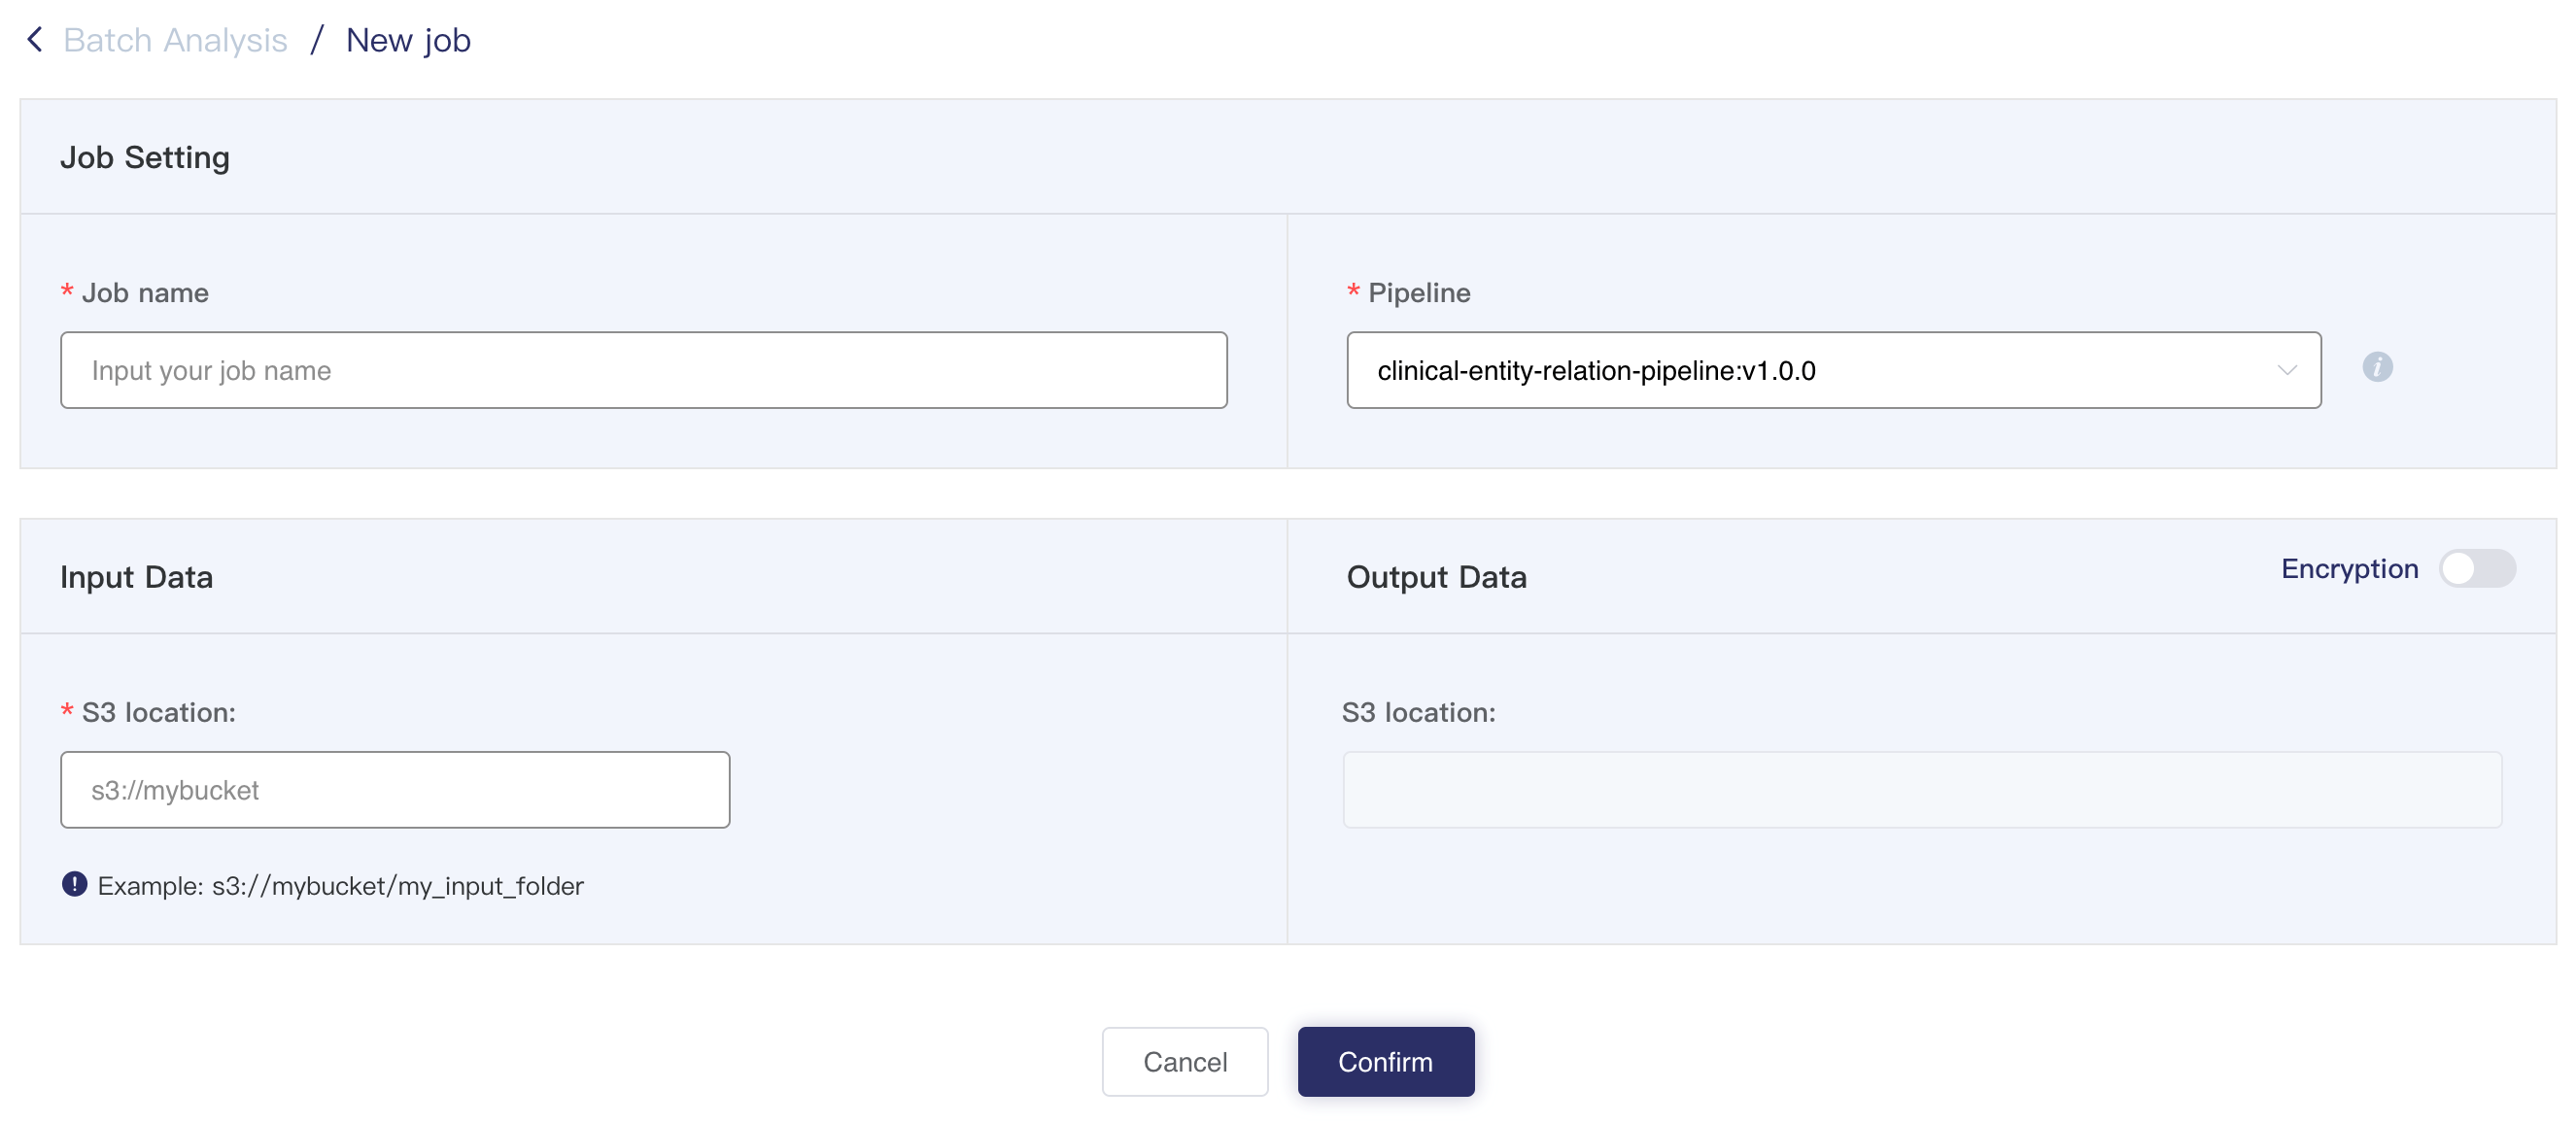 Batch Analysis / New job
Job Setting
* Job name
Input your job name
* Pipeline
clinical-entity-relation-pipeline:v1.0.0
Input Data
* S3 location:
s3://mybucket
Example: s3://mybucket/my_input_folder
Output Data
Encryption
S3 location:
Cancel
Confirm